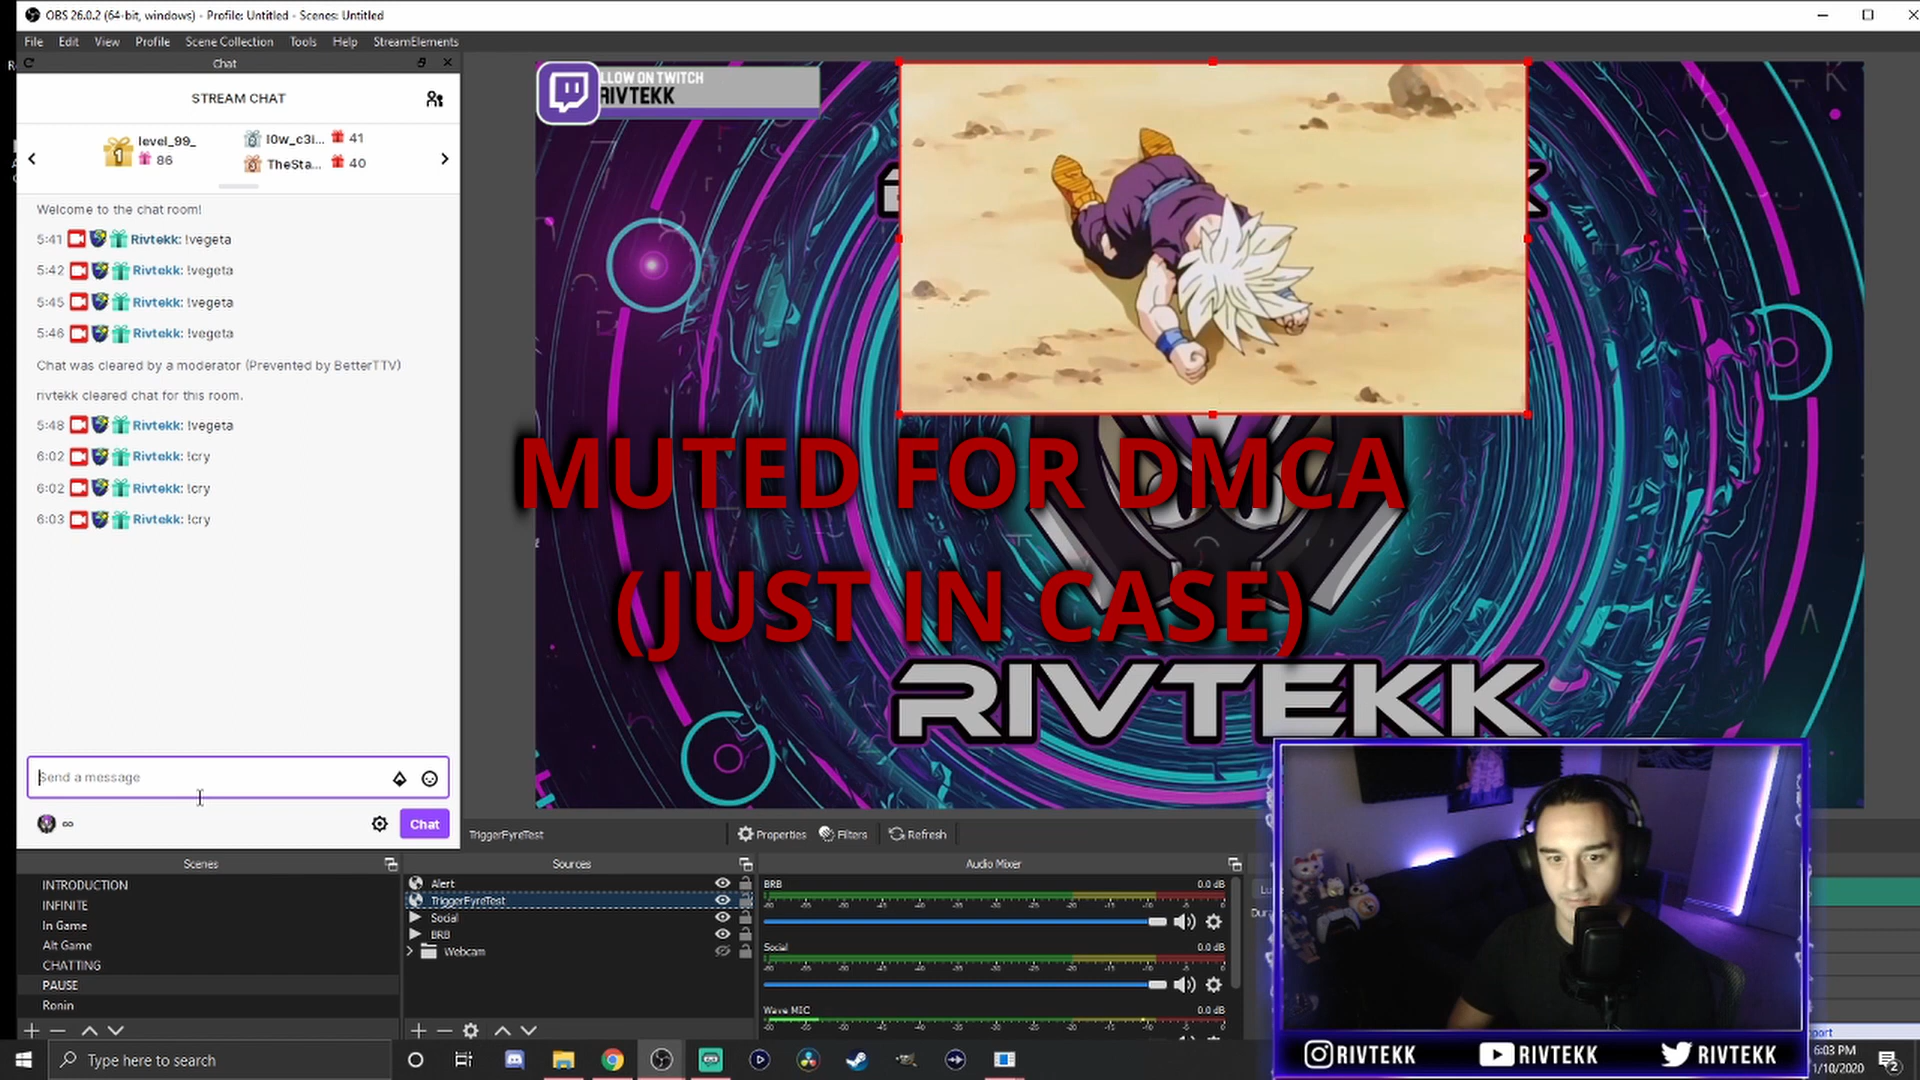 OBS 26.0.2 (64-bit, windows) - Profile: Untitled - Scenes: Untitled
File Edit View Profile Scene Collection Tools Help StreamElements
Chat
STREAM CHAT
level_99_
86
l0w_c3i... 41
TheSta... 40
Welcome to the chat room!
5:41 Rivtekk: !vegeta
5:42 Rivtekk: !vegeta
5:45 Rivtekk: !vegeta
5:46 Rivtekk: !vegeta
Chat was cleared by a moderator (Prevented by BetterTTV)
rivtekk cleared chat for this room.
5:48 Rivtekk: !vegeta
6:02 Rivtekk: !cry
6:02 Rivtekk: !cry
6:03 Rivtekk: !cry
Send a message
Chat
LLOW ON TWITCH
RIVTEKK
MUTED FOR DMCA
(JUST IN CASE)
RIVTEKK
TriggerFyreTest Properties Filters Refresh
Scenes
INTRODUCTION
INFINITE
In Game
Alt Game
CHATTING
PAUSE
Ronin
Sources
Alert
TriggerFyreTest
Social
BRB
Webcam
Audio Mixer
BRB 0.0 dB
Social 0.0 dB
Wave MIC 0.0 dB
RIVTEKK RIVTEKK RIVTEKK
Type here to search
6:03 PM
1/10/2020
2